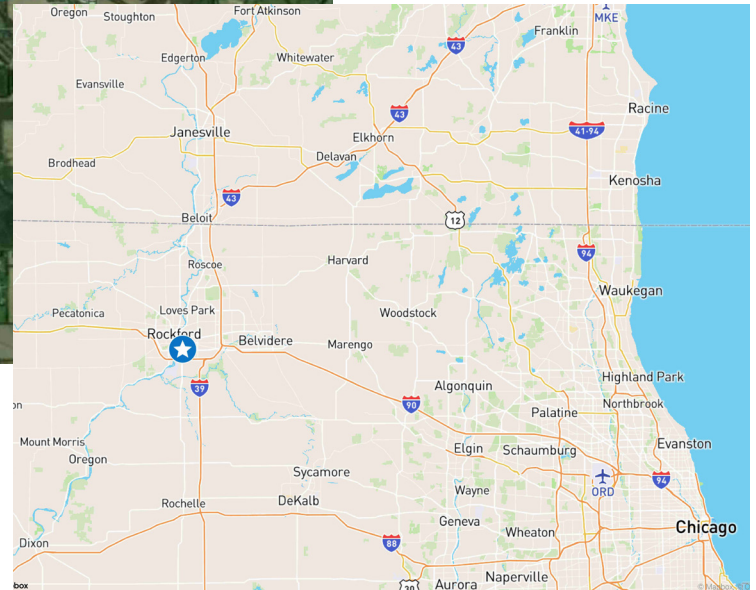 Oregon
Stoughton
Fort Atkinson
MKE
Franklin
43
Edgerton
Whitewater
Evansville
43
Racine
Janesville
41-94
Elkhorn
Delavan
Brodhead
Kenosha
43
Beloit
12
94
Roscoe
Harvard
Waukegan
Loves Park
Pecatonica
Woodstock
Rockford
Belvidere
Marengo
Highland Park
39
Algonquin
90
on
Palatine
Northbrook
Mount Morris
Evanston
Elgin
Schaumburg
Oregon
Sycamore
94
ORD
Wayne
DeKalb
Rochelle
Geneva
Chicago
Wheaton
Dixon
88
Naperville
Aurora
box
© Mapbox